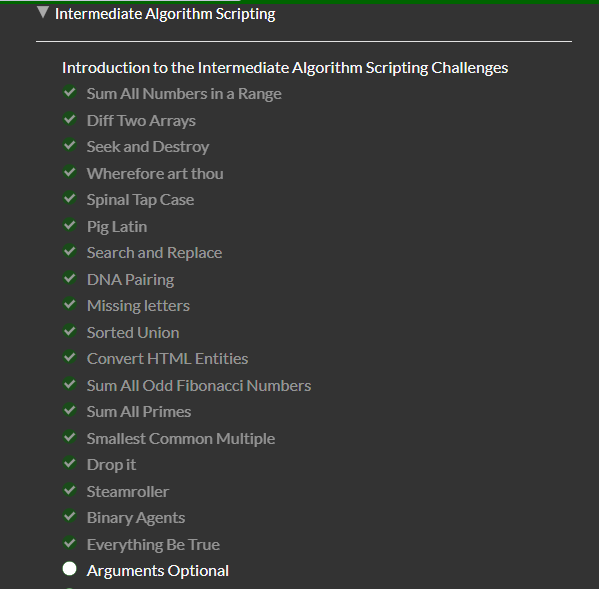 Intermediate Algorithm Scripting
Introduction to the Intermediate Algorithm Scripting Challenges
Sum All Numbers in a Range
Diff Two Arrays
Seek and Destroy
Wherefore art thou
Spinal Tap Case
Pig Latin
Search and Replace
DNA Pairing
Missing letters
Sorted Union
Convert HTML Entities
Sum All Odd Fibonacci Numbers
Sum All Primes
Smallest Common Multiple
Drop it
Steamroller
Binary Agents
Everything Be True
Arguments Optional